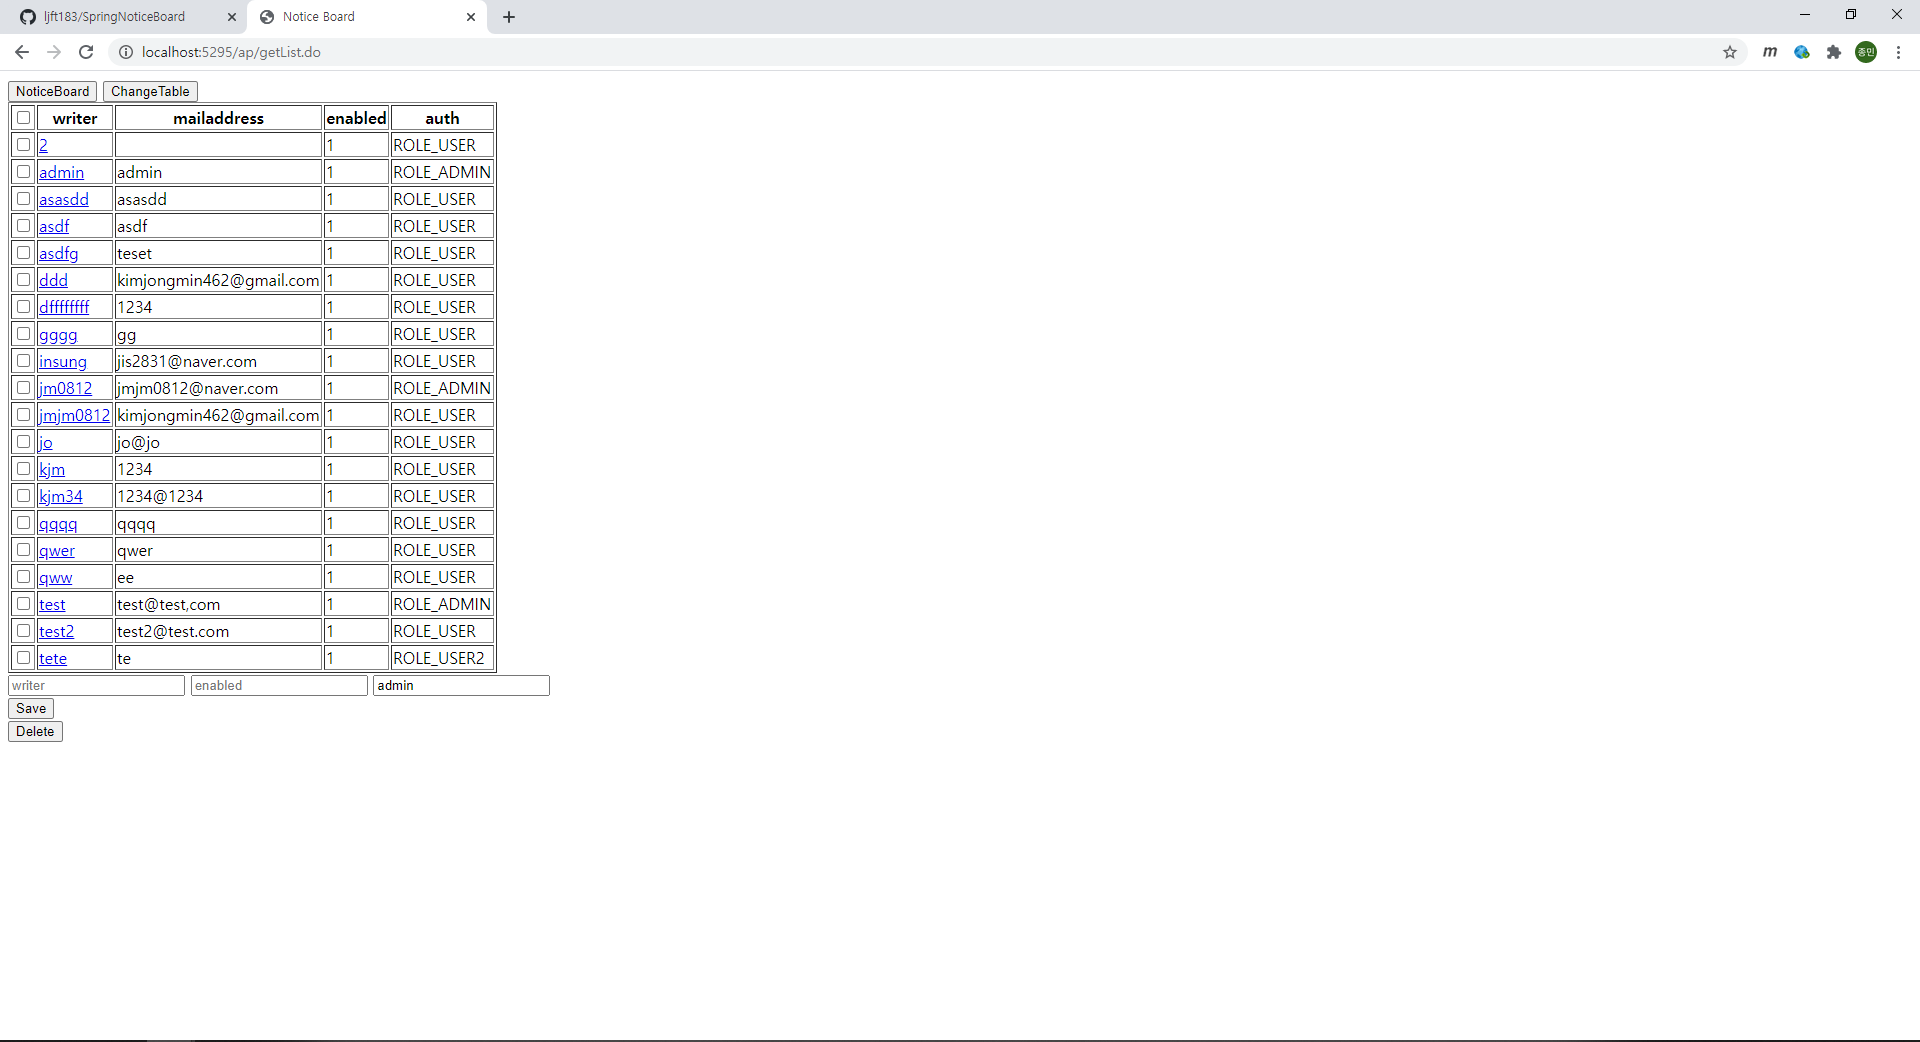 ljft183/SpringNoticeBoard
Notice Board
localhost:5295/ap/getList.do
m
종민
NoticeBoard ChangeTable
writer mailaddress enabled auth
2 1 ROLE_USER
admin admin 1 ROLE_ADMIN
asasdd asasdd 1 ROLE_USER
asdf asdf 1 ROLE_USER
asdfg teset 1 ROLE_USER
ddd kimjongmin462@gmail.com 1 ROLE_USER
dffffffff 1234 1 ROLE_USER
gggg gg 1 ROLE_USER
insung jis2831@naver.com 1 ROLE_USER
jm0812 jmjm0812@naver.com 1 ROLE_ADMIN
jmjm0812 kimjongmin462@gmail.com 1 ROLE_USER
jo jo@jo 1 ROLE_USER
kjm 1234 1 ROLE_USER
kjm34 1234@1234 1 ROLE_USER
qqqq qqqq 1 ROLE_USER
qwer qwer 1 ROLE_USER
qww ee 1 ROLE_USER
test test@test,com 1 ROLE_ADMIN
test2 test2@test.com 1 ROLE_USER
tete te 1 ROLE_USER2
writer enabled admin
Save
Delete